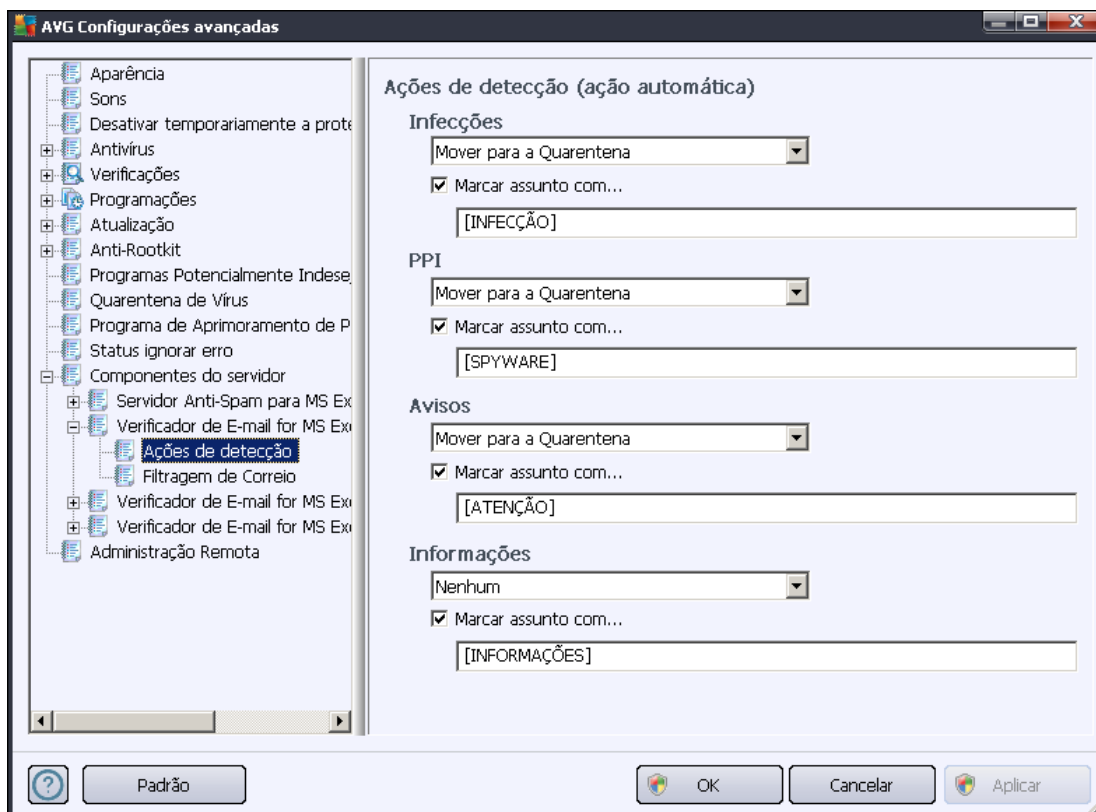 AVG Configurações avançadas
Aparência
Sons
Desativar temporariamente a prote
Antivírus
Verificações
Programações
Atualização
Anti-Rootkit
Programas Potencialmente Indese
Quarentena de Vírus
Programa de Aprimoramento de P
Status ignorar erro
Componentes do servidor
Servidor Anti-Spam para MS Ex
Verificador de E-mail for MS Ex
Ações de detecção
Filtragem de Correio
Verificador de E-mail for MS Ex
Verificador de E-mail for MS Ex
Administração Remota
Ações de detecção (ação automática)
Infecções
Mover para a Quarentena
Marcar assunto com...
[INFECÇÃO]
PPI
Mover para a Quarentena
Marcar assunto com...
[SPYWARE]
Avisos
Mover para a Quarentena
Marcar assunto com...
[ATENÇÃO]
Informações
Nenhum
Marcar assunto com...
[INFORMAÇÕES]
Padrão
OK
Cancelar
Aplicar